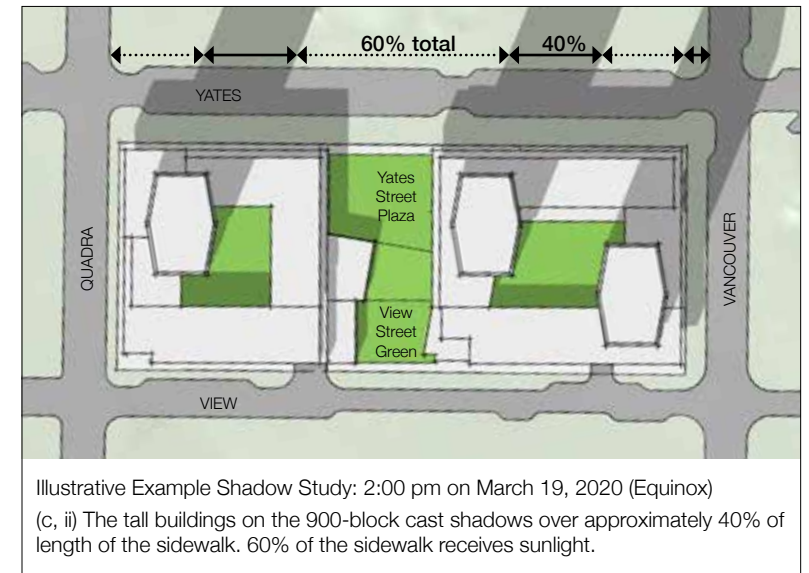 60% total 40%
YATES
Yates
Street
Plaza
QUADRA
VANCOUVER
View
Street
Green
VIEW
Illustrative Example Shadow Study: 2:00 pm on March 19, 2020 (Equinox)
(c, ii) The tall buildings on the 900-block cast shadows over approximately 40% of
length of the sidewalk. 60% of the sidewalk receives sunlight.